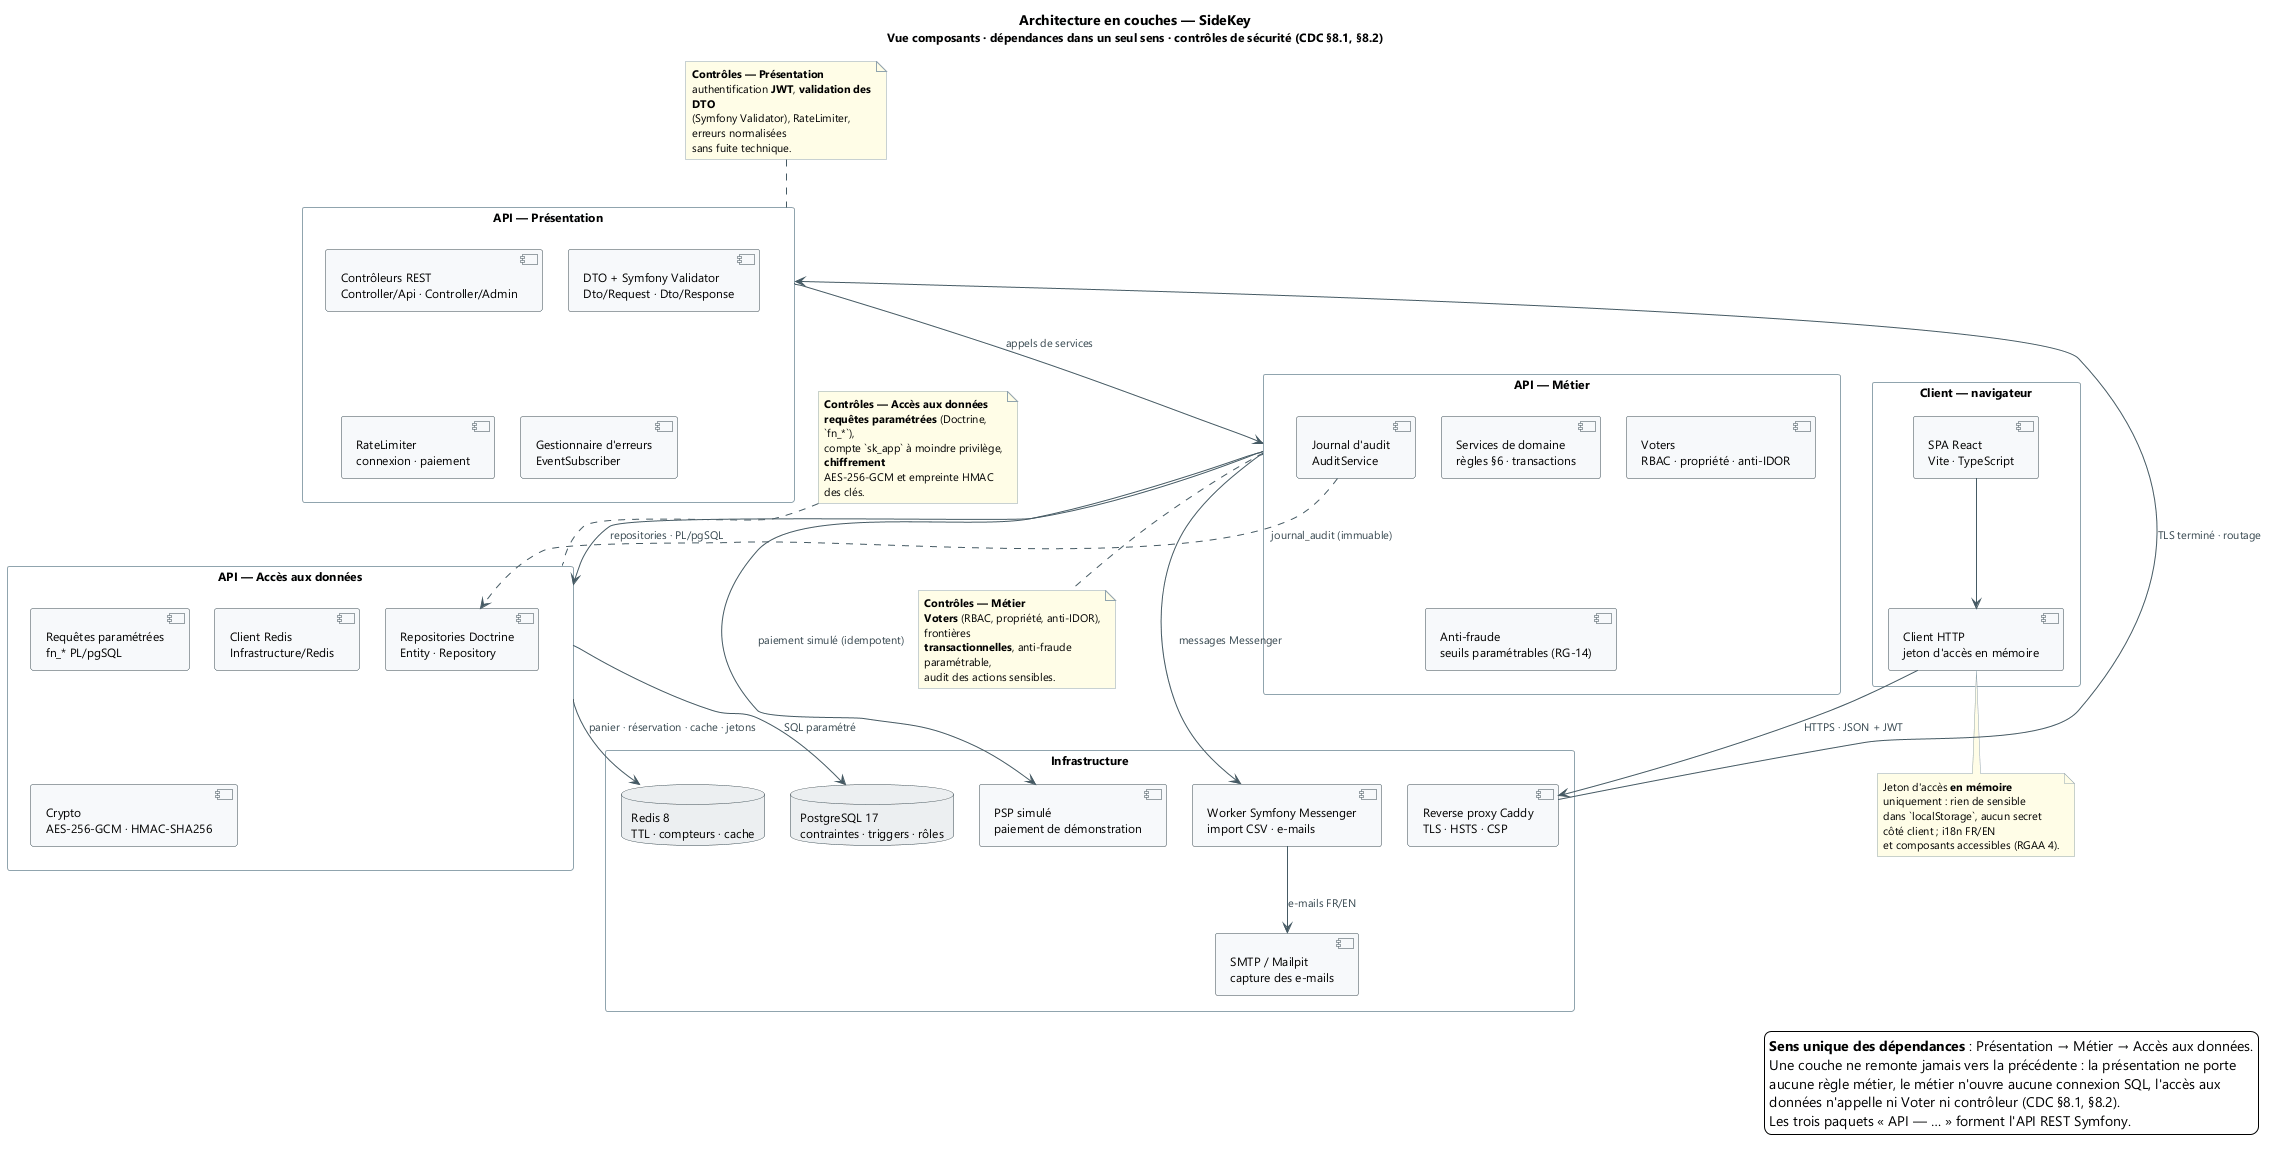 Architecture en couches — SideKey
Vue composants · dépendances dans un seul sens · contrôles de sécurité (CDC §8.1, §8.2)
Contrôles — Présentation
authentification JWT, validation des
DTO
(Symfony Validator), RateLimiter,
erreurs normalisées
sans fuite technique.
API — Présentation
Contrôleurs REST
Controller/Api · Controller/Admin
DTO + Symfony Validator
Dto/Request · Dto/Response
RateLimiter
connexion · paiement
Gestionnaire d'erreurs
EventSubscriber
appels de services
Contrôles — Accès aux données
requêtes paramétrées (Doctrine,
`fn_*`),
compte `sk_app` à moindre privilège,
chiffrement
AES-256-GCM et empreinte HMAC
des clés.
API — Métier
Journal d'audit
AuditService
Services de domaine
règles §6 · transactions
Voters
RBAC · propriété · anti-IDOR
Anti-fraude
seuils paramétrables (RG-14)
Client — navigateur
SPA React
Vite · TypeScript
Client HTTP
jeton d'accès en mémoire
repositories · PL/pgSQL
journal_audit (immuable)
TLS terminé · routage
API — Accès aux données
Requêtes paramétrées
fn_* PL/pgSQL
Client Redis
Infrastructure/Redis
Repositories Doctrine
Entity · Repository
Crypto
AES-256-GCM · HMAC-SHA256
Contrôles — Métier
Voters (RBAC, propriété, anti-IDOR),
frontières
transactionnelles, anti-fraude
paramétrable,
audit des actions sensibles.
paiement simulé (idempotent)
messages Messenger
panier · réservation · cache · jetons
SQL paramétré
HTTPS · JSON + JWT
Infrastructure
Redis 8
TTL · compteurs · cache
PostgreSQL 17
contraintes · triggers · rôles
PSP simulé
paiement de démonstration
Worker Symfony Messenger
import CSV · e-mails
Reverse proxy Caddy
TLS · HSTS · CSP
e-mails FR/EN
SMTP / Mailpit
capture des e-mails
Jeton d'accès en mémoire
uniquement : rien de sensible
dans `localStorage`, aucun secret
côté client ; i18n FR/EN
et composants accessibles (RGAA 4).
Sens unique des dépendances : Présentation → Métier → Accès aux données.
Une couche ne remonte jamais vers la précédente : la présentation ne porte
aucune règle métier, le métier n'ouvre aucune connexion SQL, l'accès aux
données n'appelle ni Voter ni contrôleur (CDC §8.1, §8.2).
Les trois paquets « API — ... » forment l'API REST Symfony.